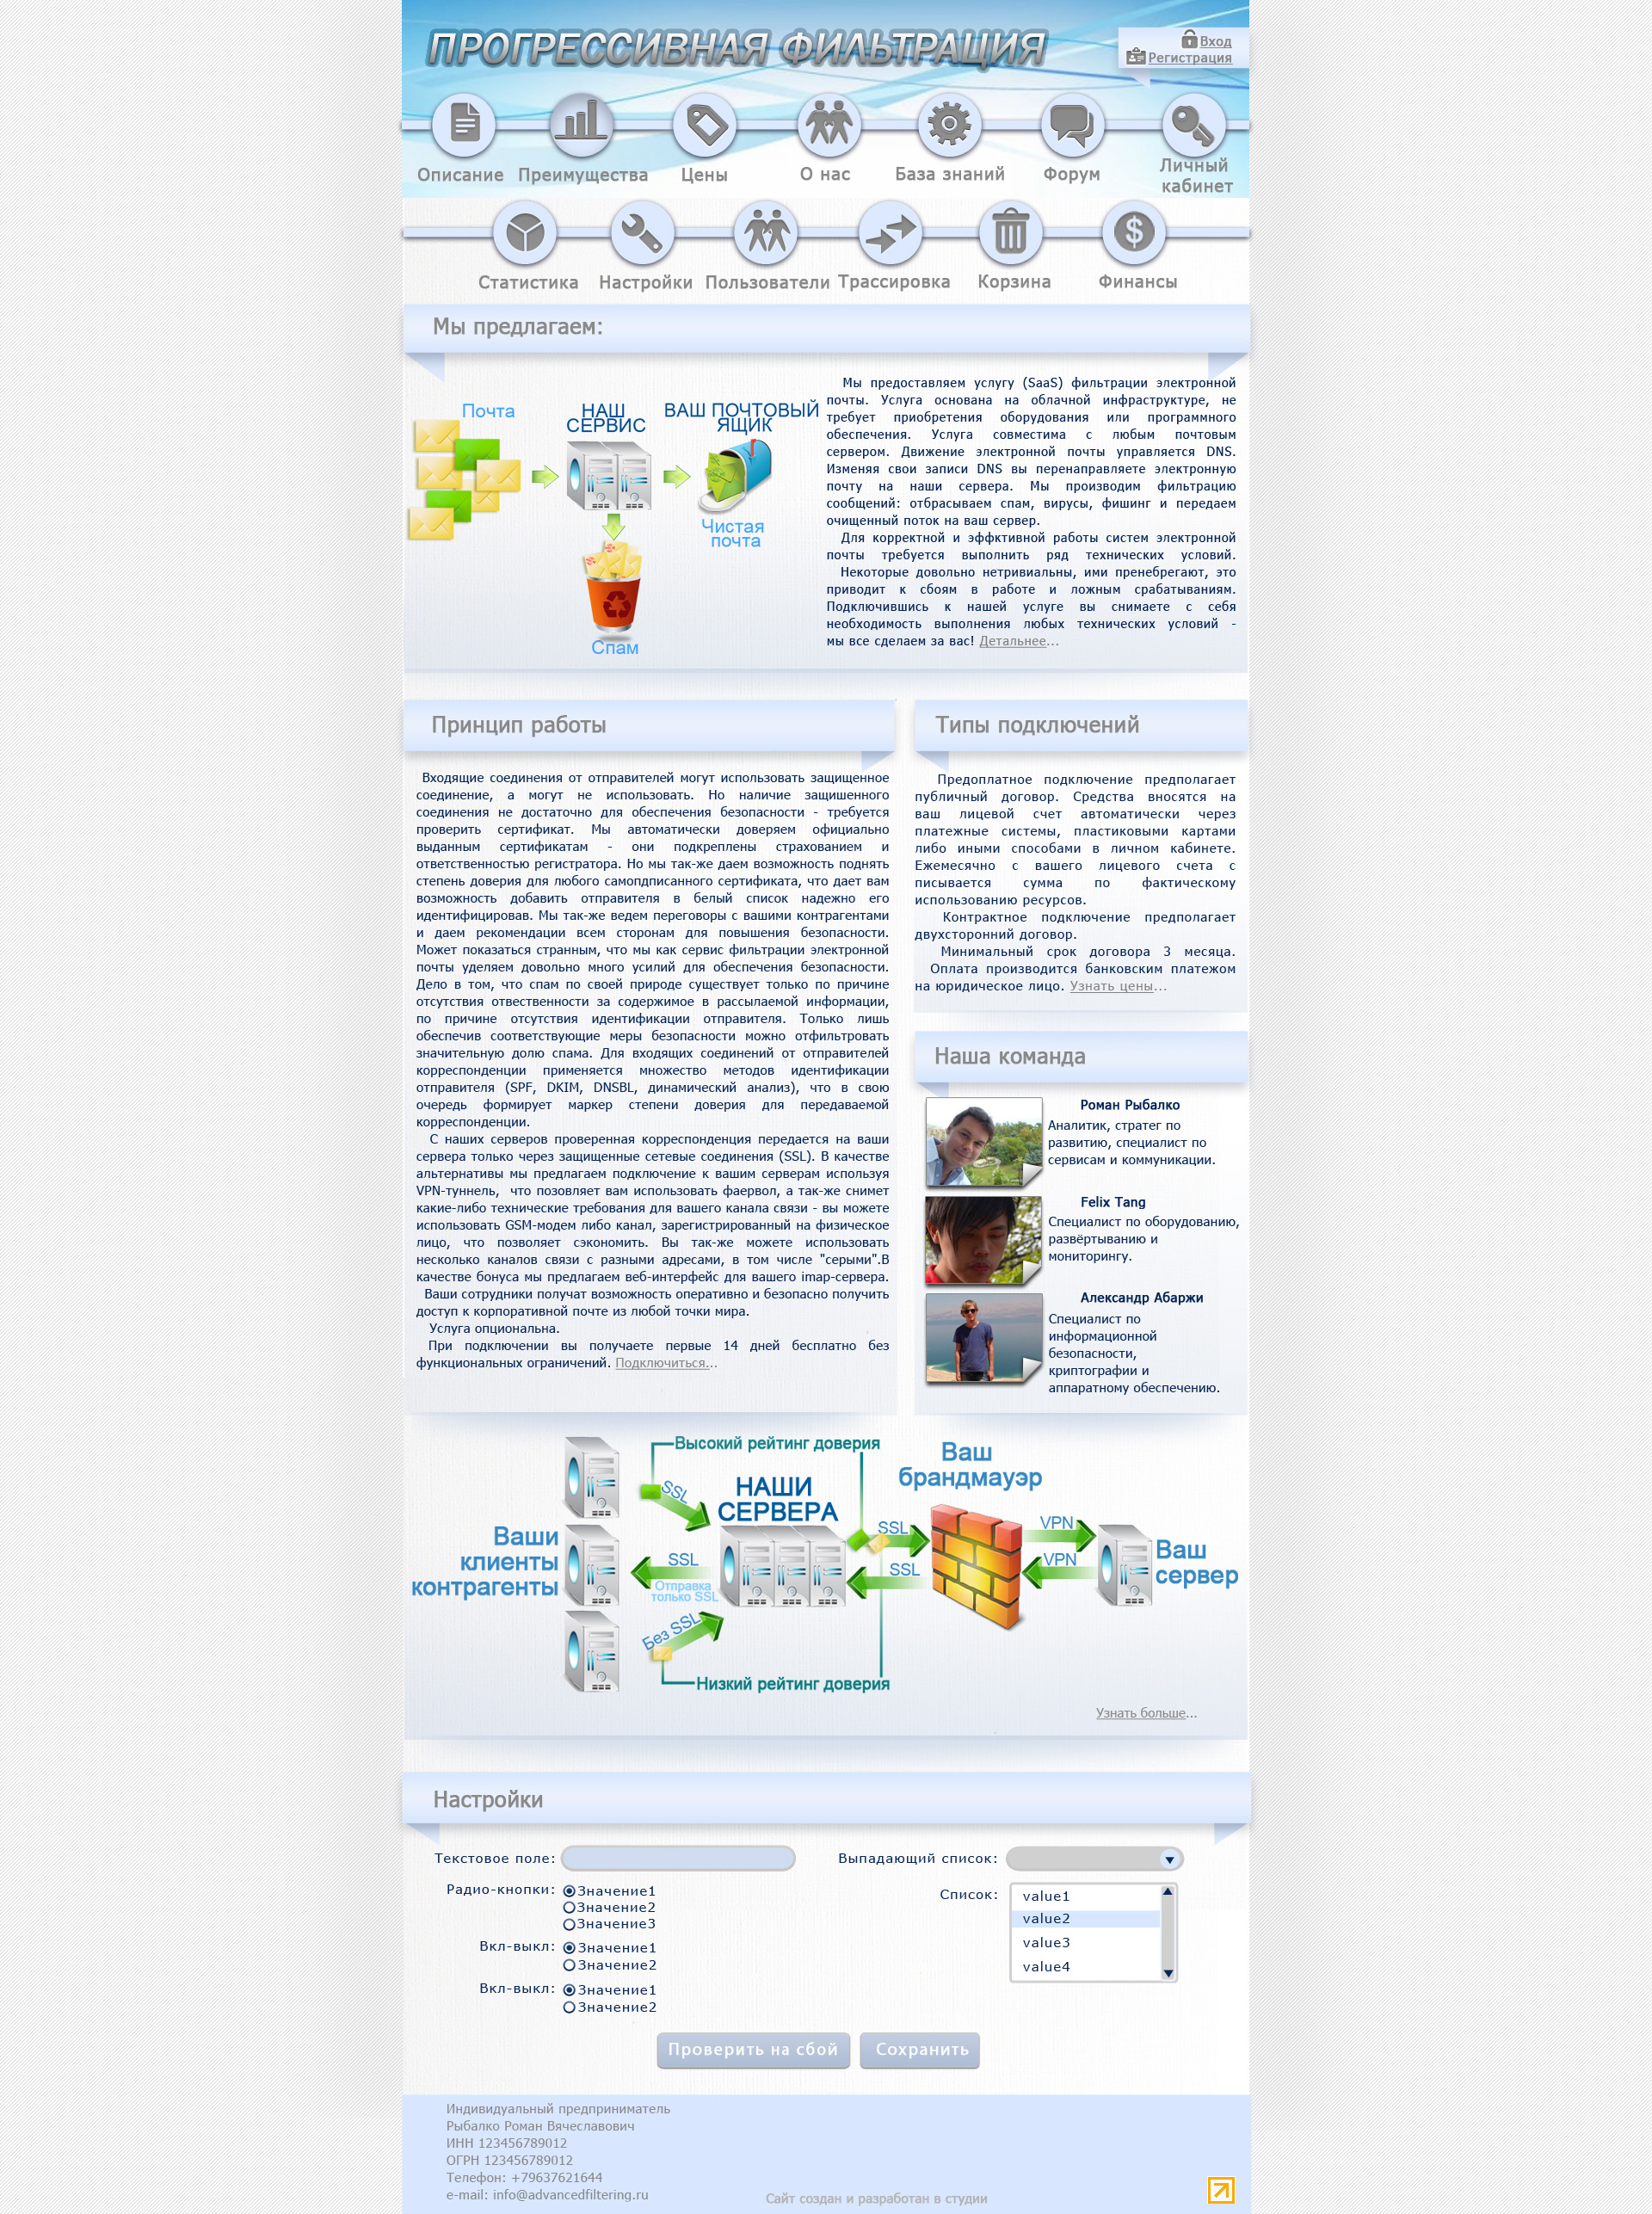 ПРОГРЕССИВНАЯ ФИЛЬТРАЦИЯ
Вход
Регистрация
Описание
Преимущества
Цены
О нас
База знаний
Форум
Личный
кабинет
Статистика
Настройки
Пользователи
Трассировка
Корзина
Финансы
Мы предлагаем:
Почта
НАШ
СЕРВИС
ВАШ ПОЧТОВЫЙ
ЯЩИК
Чистая
почта
Спам
Мы предоставляем услугу (SaaS) фильтрации электронной
почты. Услуга основана на облачной инфраструктуре, не
требует приобретения оборудования или программного
обеспечения. Услуга совместима с любым почтовым
сервером. Движение электронной почты управляется DNS.
Изменяя свои записи DNS вы перенаправляете электронную
почту на наши сервера. Мы производим фильтрацию
сообщений: отбрасываем спам, вирусы, фишинг и передаем
очищенный поток на ваш сервер.
Для корректной и эффктивной работы систем электронной
почты требуется выполнить ряд технических условий.
Некоторые довольно нетривиальны, ими пренебрегают, это
приводит к сбоям в работе и ложным срабатываниям.
Подключившись к нашей услуге вы снимаете с себя
необходимость выполнения любых технических условий -
мы все сделаем за вас! Детальнее...
Принцип работы
Входящие соединения от отправителей могут использовать защищенное
соединение, а могут не использовать. Но наличие защишенного
соединения не достаточно для обеспечения безопасности - требуется
проверить сертификат. Мы автоматически доверяем официально
выданным сертификатам - они подкреплены страхованием и
ответственностью регистратора. Но мы так-же даем возможность поднять
степень доверия для любого самопдписанного сертификата, что дает вам
возможность добавить отправителя в белый список надежно его
идентифицировав. Мы так-же ведем переговоры с вашими контрагентами
и даем рекомендации всем сторонам для повышения безопасности.
Может показаться странным, что мы как сервис фильтрации электронной
почты уделяем довольно много усилий для обеспечения безопасности.
Дело в том, что спам по своей природе существует только по причине
отсутствия отвественности за содержимое в рассылаемой информации,
по причине отсутствия идентификации отправителя. Только лишь
обеспечив соответствующие меры безопасности можно отфильтровать
значительную долю спама. Для входящих соединений от отправителей
корреспонденции применяется множество методов идентификации
отправителя (SPF, DKIM, DNSBL, динамический анализ), что в свою
очередь формирует маркер степени доверия для передаваемой
корреспонденции.
С наших серверов проверенная корреспонденция передается на ваши
сервера только через защищенные сетевые соединения (SSL). В качестве
альтернативы мы предлагаем подключение к вашим серверам используя
VPN-туннель, что позовляет вам использовать фаервол, а так-же снимет
какие-либо технические требования для вашего канала связи - вы можете
использовать GSM-модем либо канал, зарегистрированный на физическое
лицо, что позволяет сэкономить. Вы так-же можете использовать
несколько каналов связи с разными адресами, в том числе "серыми".В
качестве бонуса мы предлагаем веб-интерфейс для вашего imap-сервера.
Ваши сотрудники получат возможность оперативно и безопасно получить
доступ к корпоративной почте из любой точки мира.
Услуга опциональна.
При подключении вы получаете первые 14 дней бесплатно без
функциональных ограничений. Подключиться...
Типы подключений
Предоплатное подключение предполагает
публичный договор. Средства вносятся на
ваш лицевой счет автоматически через
платежные системы, пластиковыми картами
либо иными способами в личном кабинете.
Ежемесячно с вашего лицевого счета с
писывается сумма по фактическому
использованию ресурсов.
Контрактное подключение предполагает
двухсторонний договор.
Минимальный срок договора 3 месяца.
Оплата производится банковским платежом
на юридическое лицо. Узнать цены...
Наша команда
Роман Рыбалко
Аналитик, стратег по
развитию, специалист по
сервисам и коммуникации.
Felix Tang
Специалист по оборудованию,
развёртыванию и
мониторингу.
Александр Абаржи
Специалист по
информационной
безопасности,
криптографии и
аппаратному обеспечению.
Высокий рейтинг доверия
SSL
НАШИ
СЕРВЕРА
Ваш
брандмауэр
Ваши
клиенты
контрагенты
SSL
Отправка
только SSL
SSL
SSL
VPN
VPN
Ваш
сервер
Без SSL
Низкий рейтинг доверия
Узнать больше...
Настройки
Текстовое поле:
Выпадающий список:
Радио-кнопки:
Значение1
Значение2
Значение3
Список:
value1
value2
value3
value4
Вкл-выкл:
Значение1
Значение2
Вкл-выкл:
Значение1
Значение2
Проверить на сбой
Сохранить
Индивидуальный предприниматель
Рыбалко Роман Вячеславович
ИНН 123456789012
ОГРН 123456789012
Телефон: +79637621644
e-mail: info@advancedfiltering.ru
Сайт создан и разработан в студии